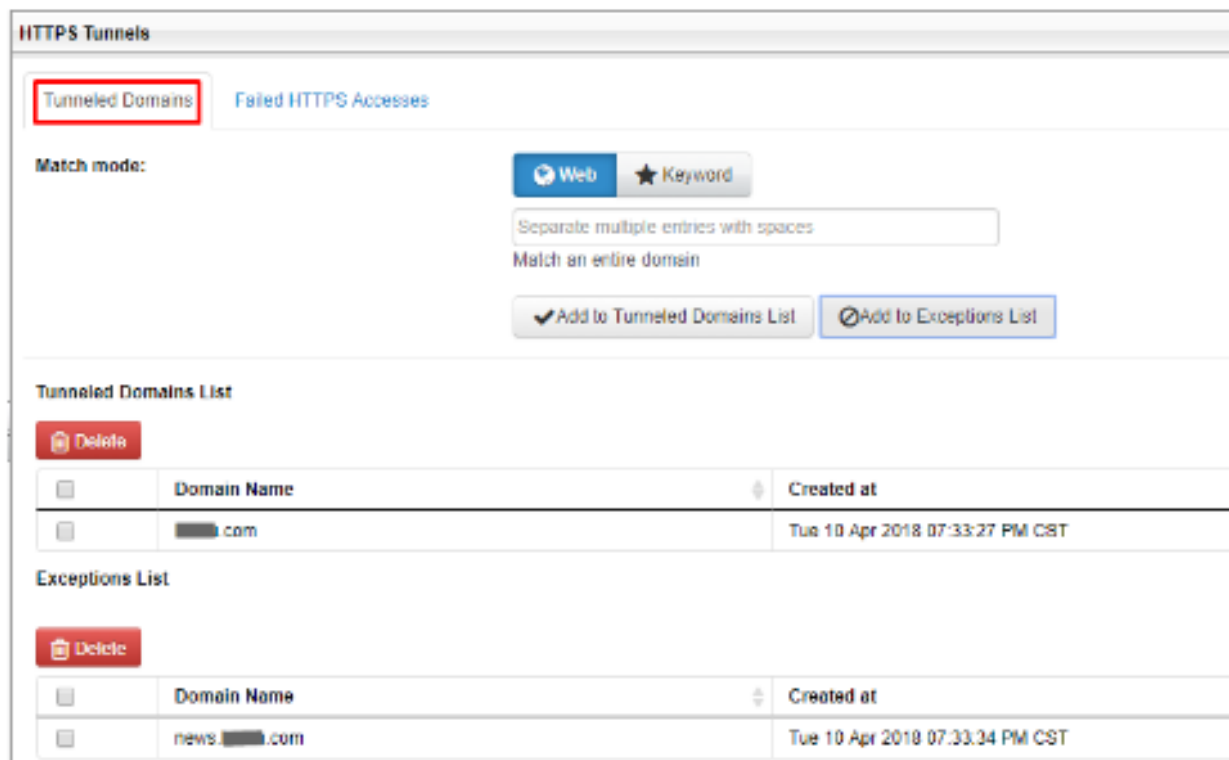 HTTPS Tunnels
Tunneled Domains Failed HTTPS Accesses
Match mode: Web Keyword
Separate multiple entries with spaces
Match an entire domain
Add to Tunneled Domains List Add to Exceptions List
Tunneled Domains List
Delete
Domain Name Created at
.com Tue 10 Apr 2018 07:33:27 PM CST
Exceptions List
Delete
Domain Name Created at
news. .com Tue 10 Apr 2018 07:33:34 PM CST